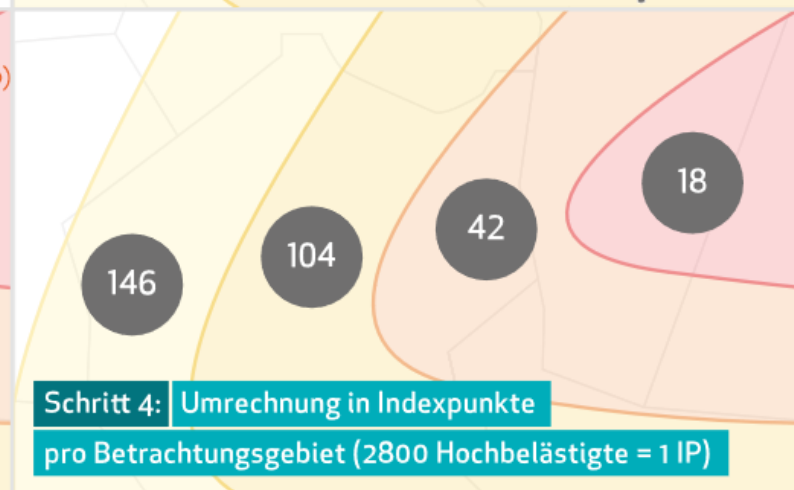 18
42
104
146
Schritt 4: Umrechnung in Indexpunkte
pro Betrachtungsgebiet (2800 Hochbelästigte = 1 IP)